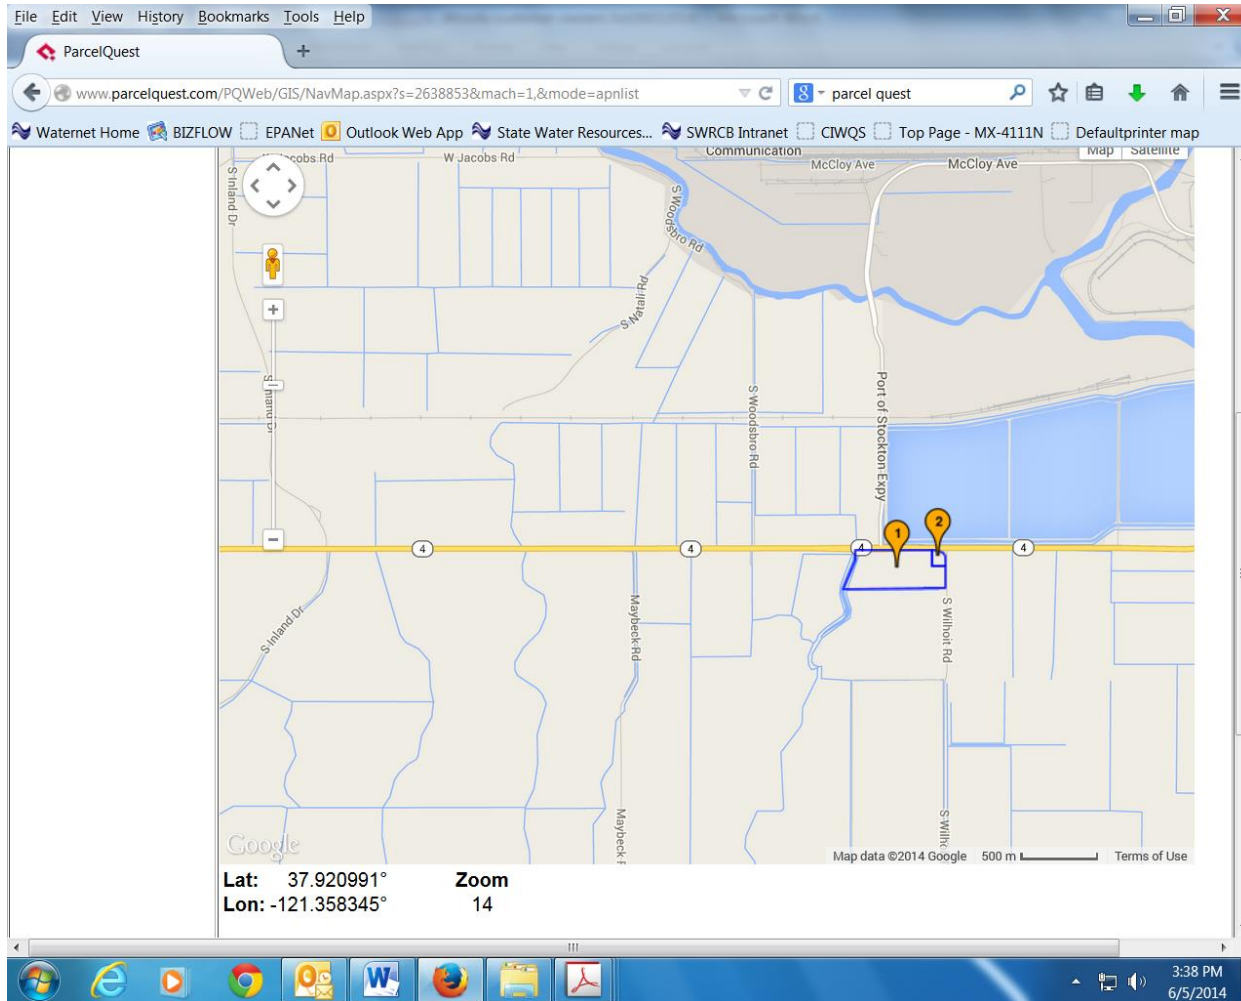 File Edit View History Bookmarks Tools Help
ParcelQuest
www.parcelquest.com/PQWeb/GIS/NavMap.aspx?s=2638853&mach=1,&mode=apnlist
parcel quest
Waternet Home BIZFLOW EPANet Outlook Web App State Water Resources... SWRCB Intranet CIWQS Top Page - MX-4111N Defaultprinter map
Jacobs Rd
W Jacobs Rd
Communication
McCloy Ave
McCloy Ave
Map Satellite
S Inland Dr
S Woodsbro Rd
S Natali Rd
S Inland Dr
S Woodsbro Rd
Port of Stockton Expy
1
2
4
4
4
4
S Inland Dr
Maybeck Rd
S Wilhoit Rd
Maybeck
S Wilho
Google
Map data ©2014 Google 500 m Terms of Use
Lat: 37.920991° Zoom
Lon: -121.358345° 14
3:38 PM
6/5/2014